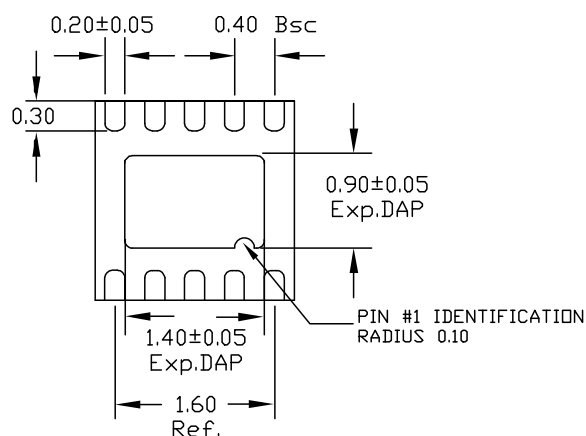 0.20±0.05
0.40 Bsc
0.30
0.90±0.05
Exp.DAP
PIN #1 IDENTIFICATION
RADIUS 0.10
1.40±0.05
Exp.DAP
1.60
Ref.